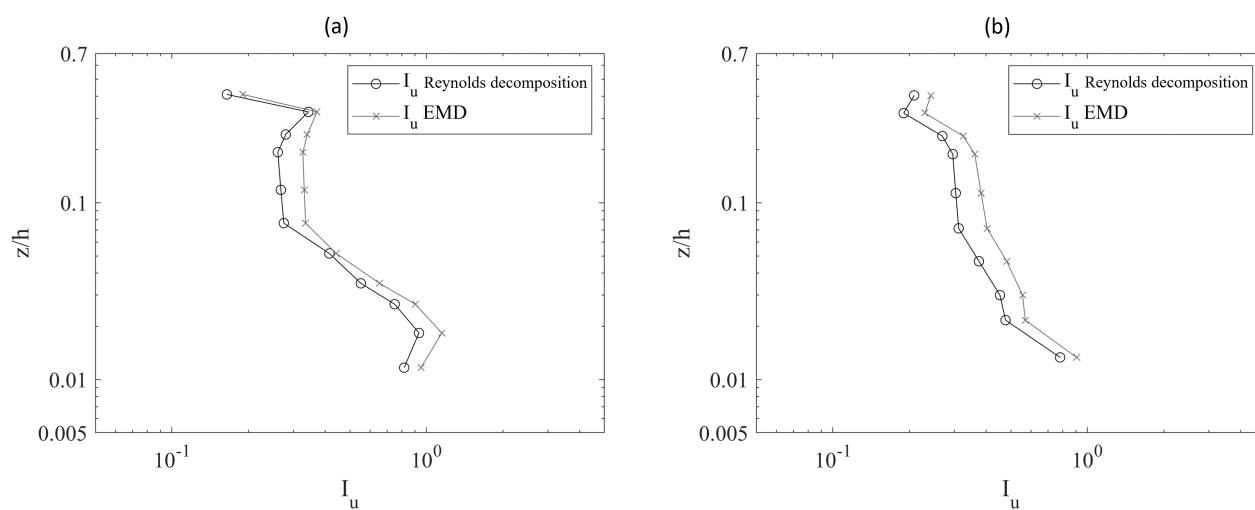 (a)
0.7
0.1
0.01
0.005
z/h
10^-1
10^0
I_u
I_u Reynolds decomposition
I_u EMD
(b)
0.7
0.1
0.01
0.005
z/h
10^-1
10^0
I_u
I_u Reynolds decomposition
I_u EMD